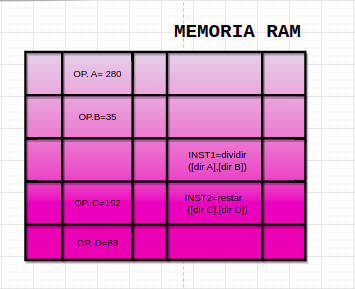 MEMORIA RAM
OP. A= 280
OP.B=35
INST1=dividir
([dir A],[dir B])
OP. C=192
INST2=restar
([dir C],[dir D])
OP. D=83